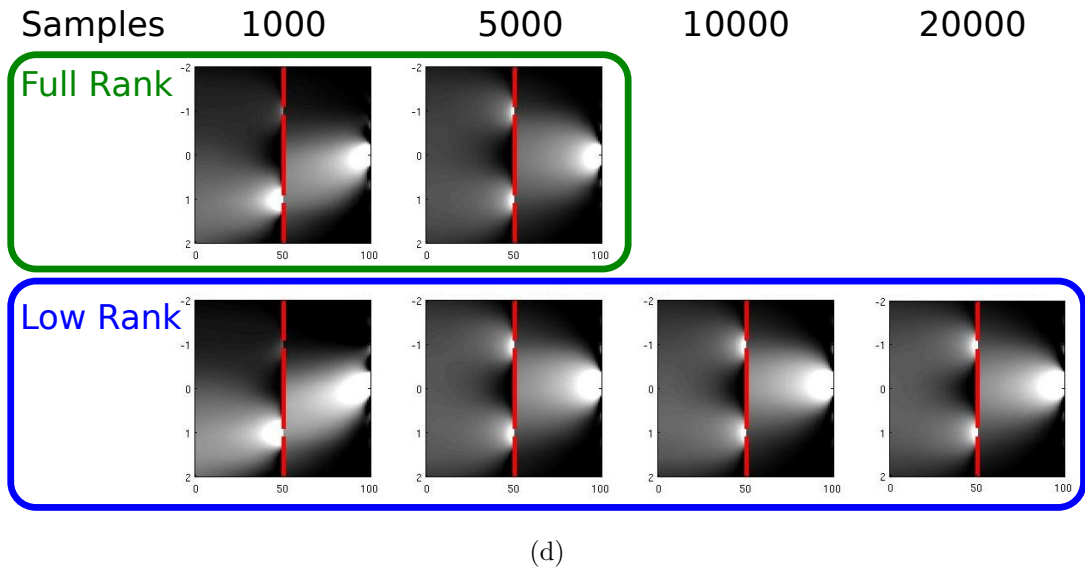 Samples 1000 5000 10000 20000
Full Rank
-2 -2
-1 -1
0 0
1 1
2 2
0 50 100 0 50 100
Low Rank
-2 -2 -2 -2
-1 -1 -1 -1
0 0 0 0
1 1 1 1
2 2 2 2
0 50 100 0 50 100 0 50 100 0 50 100
(d)